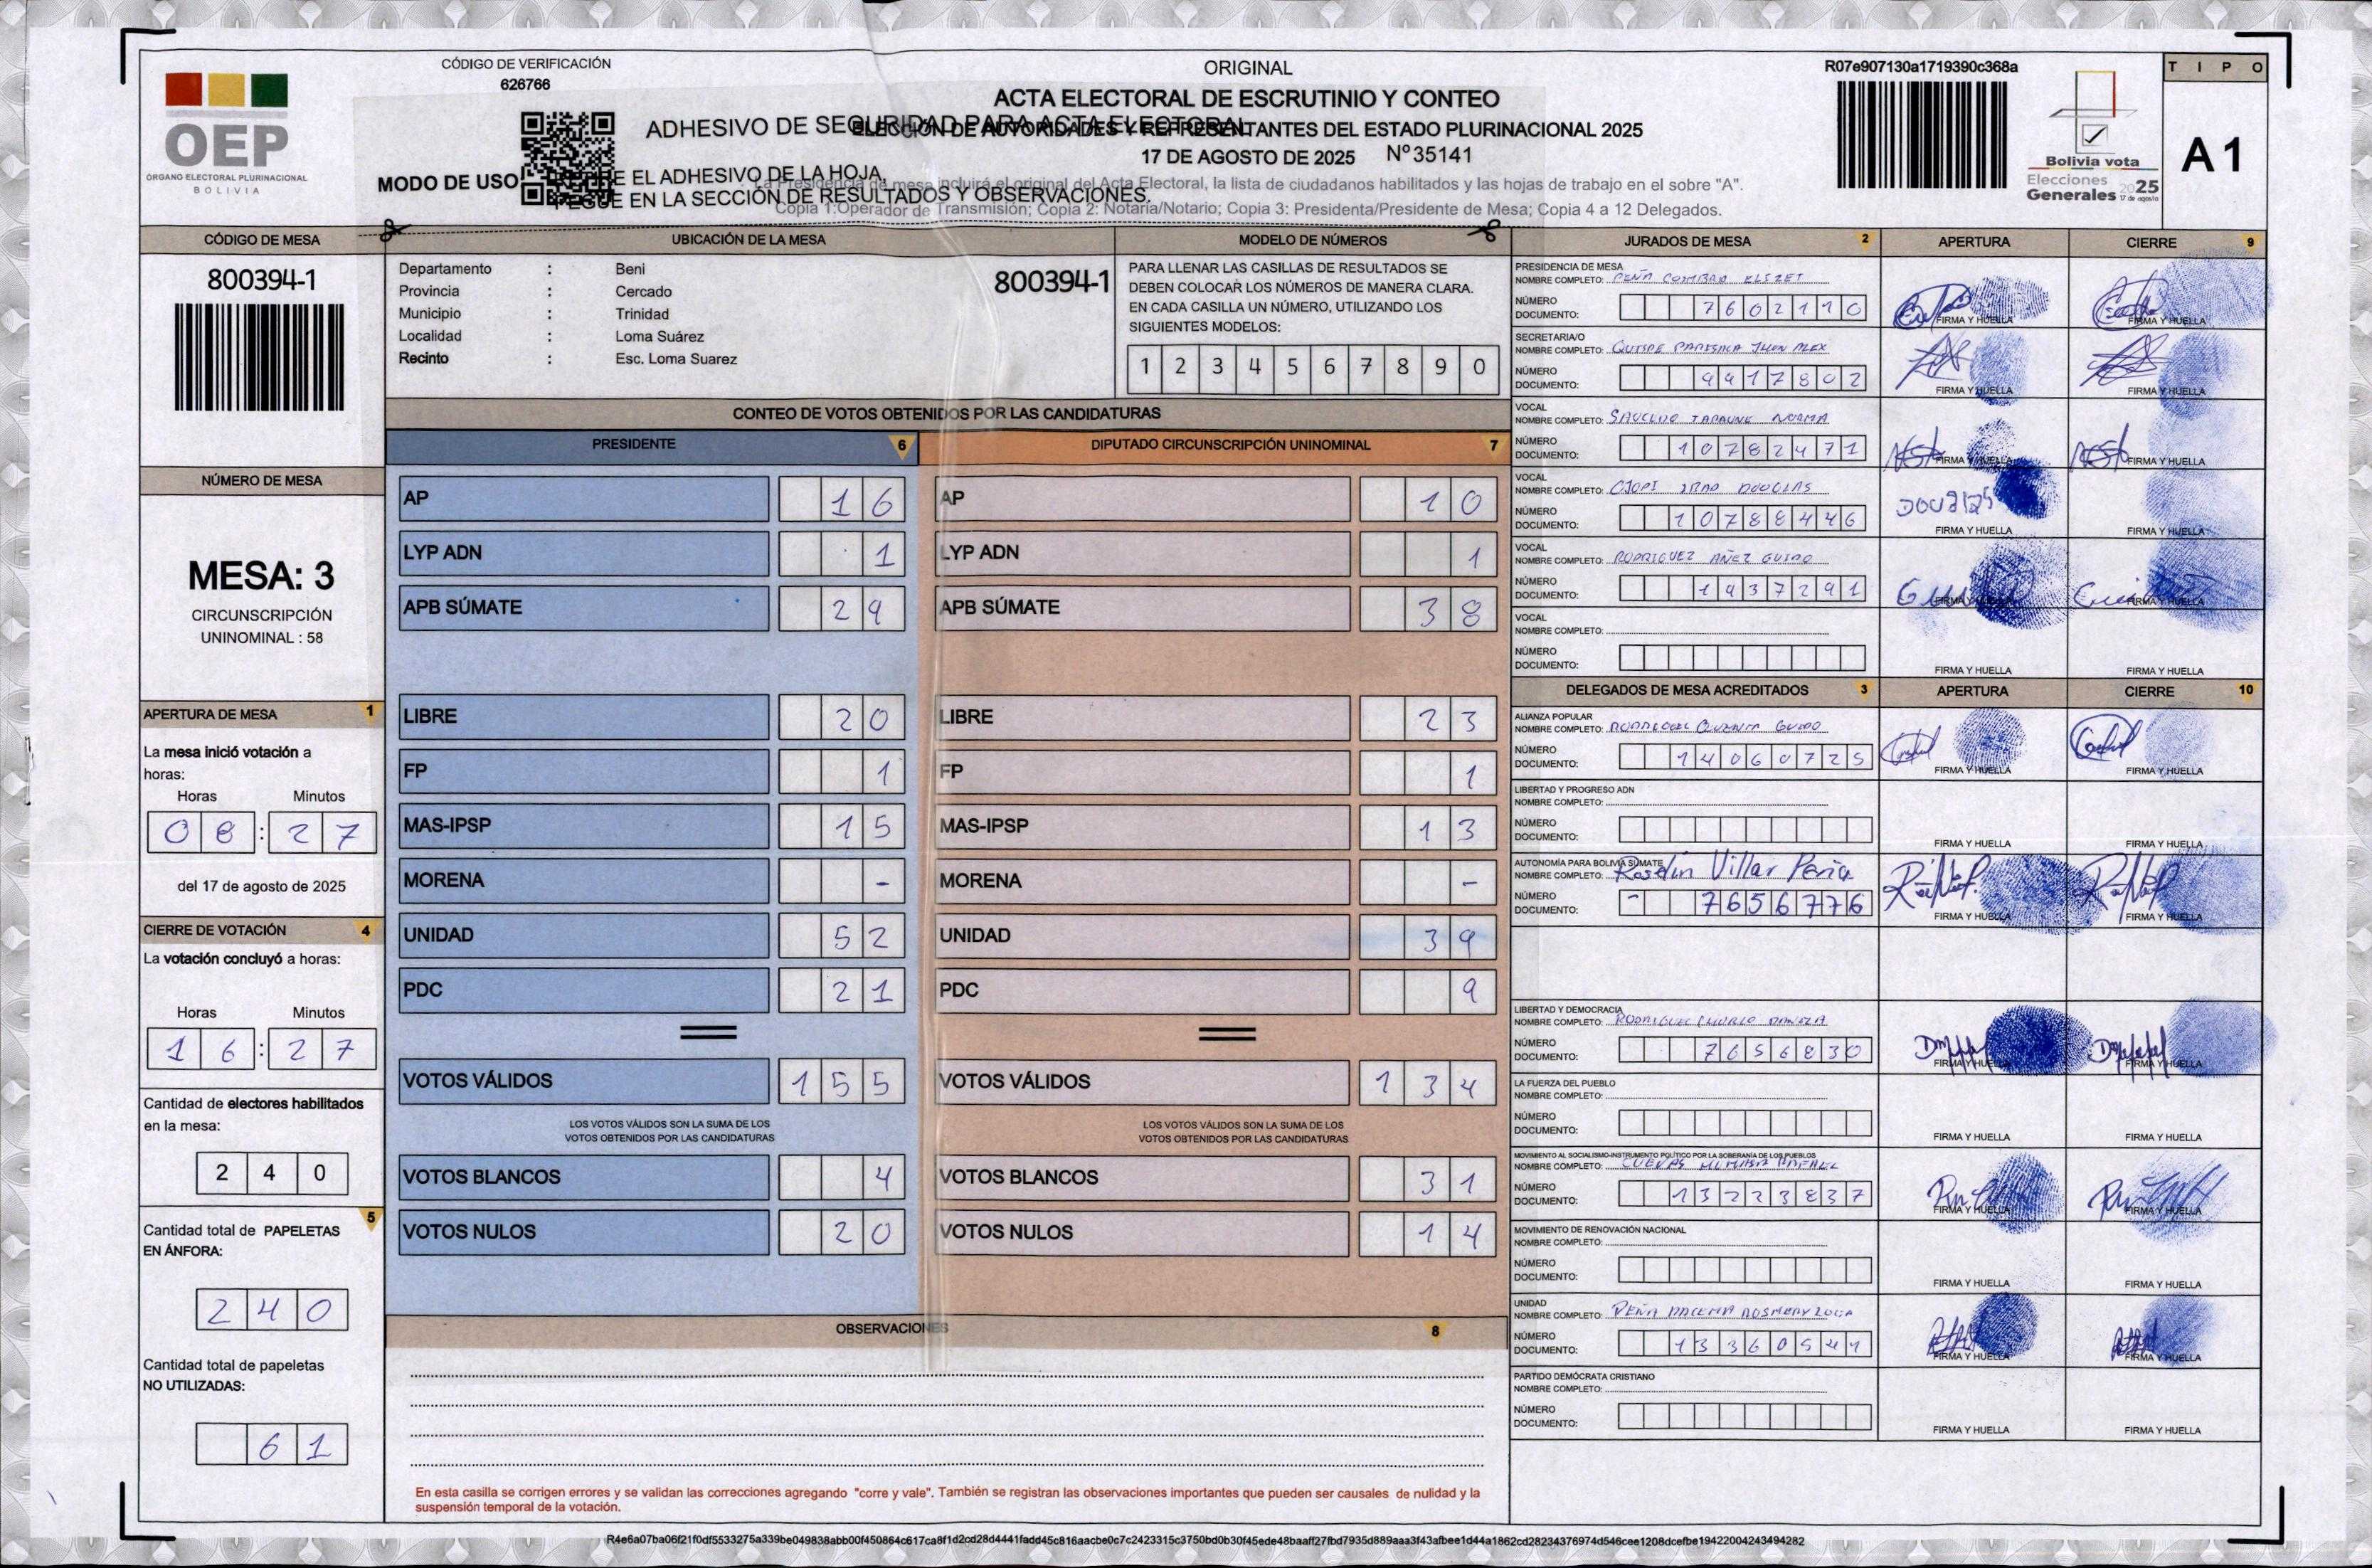 CÓDIGO DE VERIFICACIÓN
626766
ORIGINAL
ACTA ELECTORAL DE ESCRUTINIO Y CONTEO
ELECCIÓN DE AUTORIDADES Y REPRESENTANTES DEL ESTADO PLURINACIONAL 2025
17 DE AGOSTO DE 2025 Nº35141
La Presidencia de mesa incluirá el original del Acta Electoral, la lista de ciudadanos habilitados y las hojas de trabajo en el sobre "A".
Copia 1:Operador de Transmisión; Copia 2: Notaria/Notario; Copia 3: Presidenta/Presidente de Mesa; Copia 4 a 12 Delegados.
ADHESIVO DE SEGURIDAD PARA ACTA ELECTORAL
MODO DE USO
EL ADHESIVO DE LA HOJA,
PEGUE EN LA SECCIÓN DE RESULTADOS Y OBSERVACIONES.
OEP
ÓRGANO ELECTORAL PLURINACIONAL
BOLIVIA
R07e907130a1719390c368a
Bolivia vota
Elecciones
Generales 2025
17 de agosto
TIPO
A1
CÓDIGO DE MESA
800394-1
UBICACIÓN DE LA MESA
Departamento : Beni
Provincia : Cercado
Municipio : Trinidad
Localidad : Loma Suárez
Recinto : Esc. Loma Suarez
800394-1
MODELO DE NÚMEROS
PARA LLENAR LAS CASILLAS DE RESULTADOS SE
DEBEN COLOCAR LOS NÚMEROS DE MANERA CLARA.
EN CADA CASILLA UN NÚMERO, UTILIZANDO LOS
SIGUIENTES MODELOS:
1 2 3 4 5 6 7 8 9 0
NÚMERO DE MESA
MESA: 3
CIRCUNSCRIPCIÓN
UNINOMINAL : 58
APERTURA DE MESA 1
La mesa inició votación a
horas:
Horas Minutos
08 : 27
del 17 de agosto de 2025
CIERRE DE VOTACIÓN 4
La votación concluyó a horas:
Horas Minutos
16 : 27
Cantidad de electores habilitados
en la mesa:
240
Cantidad total de PAPELETAS 5
EN ÁNFORA:
240
Cantidad total de papeletas
NO UTILIZADAS:
61
CONTEO DE VOTOS OBTENIDOS POR LAS CANDIDATURAS
PRESIDENTE 6
AP 16
LYP ADN 1
APB SÚMATE 29
LIBRE 20
FP 1
MAS-IPSP 15
MORENA -
UNIDAD 52
PDC 21
VOTOS VÁLIDOS 155
LOS VOTOS VÁLIDOS SON LA SUMA DE LOS
VOTOS OBTENIDOS POR LAS CANDIDATURAS
VOTOS BLANCOS 4
VOTOS NULOS 20
DIPUTADO CIRCUNSCRIPCIÓN UNINOMINAL 7
AP 10
LYP ADN 1
APB SÚMATE 38
LIBRE 23
FP 1
MAS-IPSP 13
MORENA -
UNIDAD 39
PDC 9
VOTOS VÁLIDOS 134
LOS VOTOS VÁLIDOS SON LA SUMA DE LOS
VOTOS OBTENIDOS POR LAS CANDIDATURAS
VOTOS BLANCOS 31
VOTOS NULOS 14
OBSERVACIONES 8
En esta casilla se corrigen errores y se validan las correcciones agregando "corre y vale". También se registran las observaciones importantes que pueden ser causales de nulidad y la
suspensión temporal de la votación.
JURADOS DE MESA 2 APERTURA CIERRE 9
PRESIDENCIA DE MESA
NOMBRE COMPLETO: PEÑA COIMBRA ELIZET
NÚMERO
DOCUMENTO: 7602110
FIRMA Y HUELLA FIRMA Y HUELLA
SECRETARIA/O
NOMBRE COMPLETO: QUISPE PARISACA JHON ALEX
NÚMERO
DOCUMENTO: 9917802
FIRMA Y HUELLA FIRMA Y HUELLA
VOCAL
NOMBRE COMPLETO: SAUCEDO NORMA
NÚMERO
DOCUMENTO: 10782471
FIRMA Y HUELLA FIRMA Y HUELLA
VOCAL
NOMBRE COMPLETO: DOUGLAS
NÚMERO
DOCUMENTO: 10788446
FIRMA Y HUELLA FIRMA Y HUELLA
VOCAL
NOMBRE COMPLETO: RODRIGUEZ AÑEZ GUIDO
NÚMERO
DOCUMENTO: 1937291
FIRMA Y HUELLA FIRMA Y HUELLA
VOCAL
NOMBRE COMPLETO:
NÚMERO
DOCUMENTO:
FIRMA Y HUELLA FIRMA Y HUELLA
DELEGADOS DE MESA ACREDITADOS 3 APERTURA CIERRE 10
ALIANZA POPULAR
NOMBRE COMPLETO: GUIDO
NÚMERO
DOCUMENTO: 14060725
FIRMA Y HUELLA FIRMA Y HUELLA
LIBERTAD Y PROGRESO ADN
NOMBRE COMPLETO:
NÚMERO
DOCUMENTO:
FIRMA Y HUELLA FIRMA Y HUELLA
AUTONOMÍA PARA BOLIVIA SÚMATE
NOMBRE COMPLETO: Roselin Villar Peña
NÚMERO
DOCUMENTO: - 7656776
FIRMA Y HUELLA FIRMA Y HUELLA
LIBERTAD Y DEMOCRACIA
NOMBRE COMPLETO: RODRIGUEZ
NÚMERO
DOCUMENTO: 7656830
FIRMA Y HUELLA FIRMA Y HUELLA
LA FUERZA DEL PUEBLO
NOMBRE COMPLETO:
NÚMERO
DOCUMENTO:
FIRMA Y HUELLA FIRMA Y HUELLA
MOVIMIENTO AL SOCIALISMO-INSTRUMENTO POLÍTICO POR LA SOBERANÍA DE LOS PUEBLOS
NOMBRE COMPLETO: CUEVAS RAFAEL
NÚMERO
DOCUMENTO: 13223837
FIRMA Y HUELLA FIRMA Y HUELLA
MOVIMIENTO DE RENOVACIÓN NACIONAL
NOMBRE COMPLETO:
NÚMERO
DOCUMENTO:
FIRMA Y HUELLA FIRMA Y HUELLA
UNIDAD
NOMBRE COMPLETO: PEÑA
NÚMERO
DOCUMENTO: 13360541
FIRMA Y HUELLA FIRMA Y HUELLA
PARTIDO DEMÓCRATA CRISTIANO
NOMBRE COMPLETO:
NÚMERO
DOCUMENTO:
FIRMA Y HUELLA FIRMA Y HUELLA